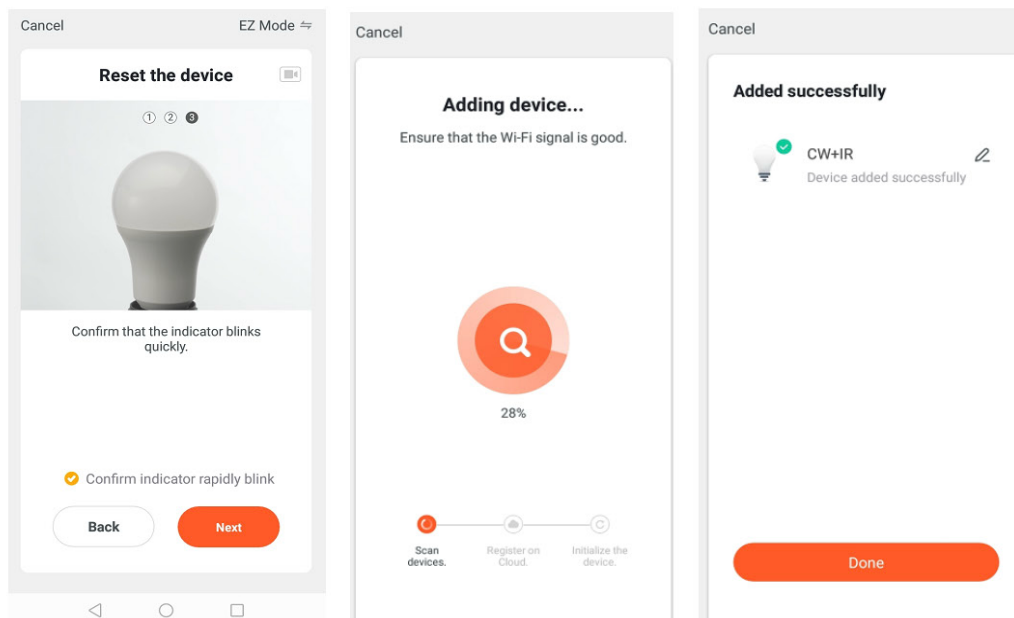 Cancel
EZ Mode ⇋
Reset the device
1 2 3
Confirm that the indicator blinks
quickly.
Confirm indicator rapidly blink
Back
Next
Cancel
Adding device...
Ensure that the Wi-Fi signal is good.
28%
Scan
devices.
Register on
Cloud.
Initialize the
device.
Cancel
Added successfully
CW+IR
Device added successfully
Done